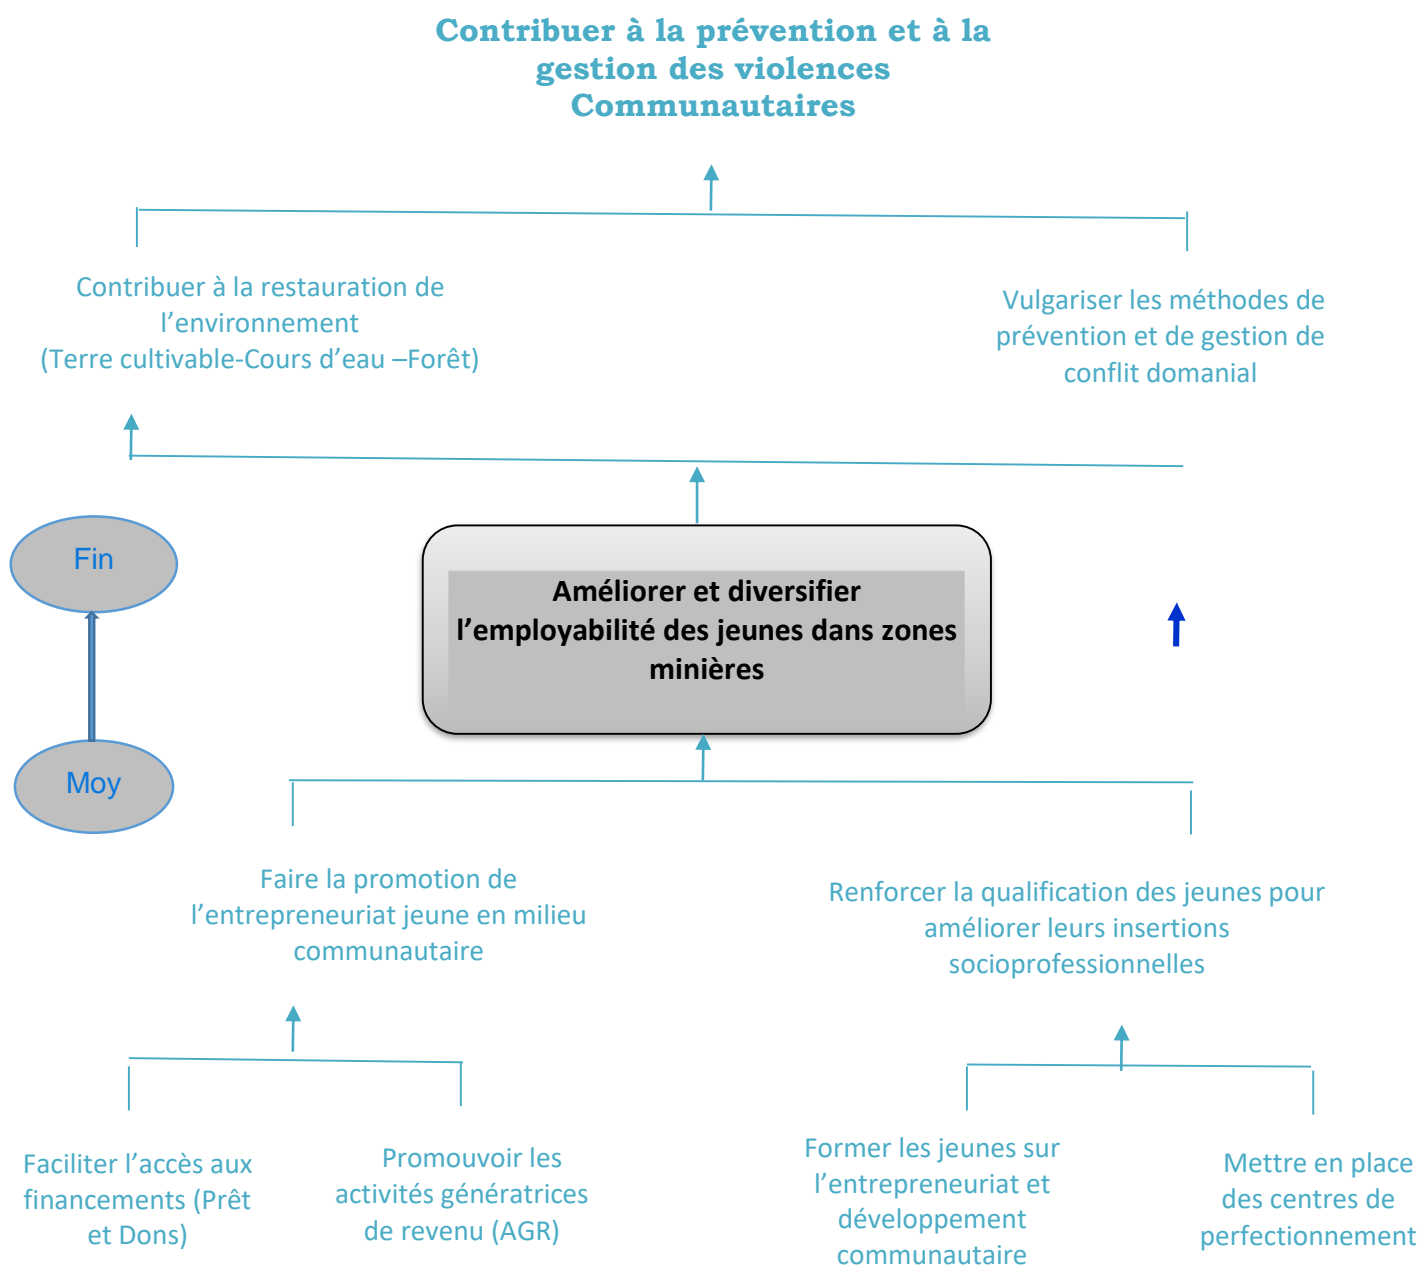 Contribuer à la prévention et à la
gestion des violences
Communautaires
Contribuer à la restauration de
l’environnement
(Terre cultivable-Cours d’eau –Forêt)
Vulgariser les méthodes de
prévention et de gestion de
conflit domanial
Fin
Améliorer et diversifier
l’employabilité des jeunes dans zones
minières
Moy
Faire la promotion de
l’entrepreneuriat jeune en milieu
communautaire
Renforcer la qualification des jeunes pour
améliorer leurs insertions
socioprofessionnelles
Faciliter l’accès aux
financements (Prêt
et Dons)
Promouvoir les
activités génératrices
de revenu (AGR)
Former les jeunes sur
l’entrepreneuriat et
développement
communautaire
Mettre en place
des centres de
perfectionnement